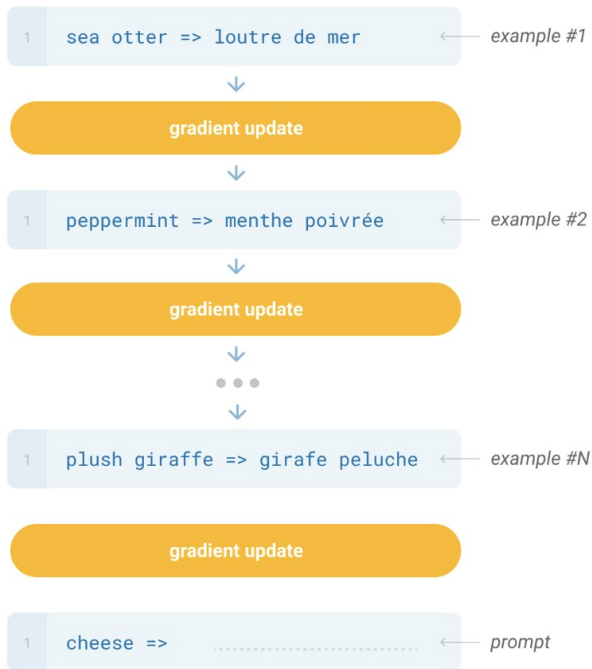 1 sea otter => loutre de mer example #1
gradient update
1 peppermint => menthe poivrée example #2
gradient update
1 plush giraffe => girafe peluche example #N
gradient update
1 cheese => prompt